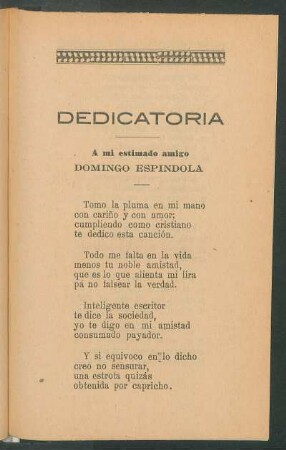 DEDICATORIA
A mi estimado amigo
DOMINGO ESPINDOLA
Tomo la pluma en mi mano
con cariño y con amor;
cumpliendo como cristiano
te dedico esta canción.
Todo me falta en la vida
menos tu noble amistad,
que es lo que alienta mi lira
pa no falsear la verdad.
Inteligente escritor
te dice la sociedad,
yo te digo en mi amistad
consumado payador.
Y si equivoco en lo dicho
creo no sensurar,
una estrofa quizás
obtenida por capricho.